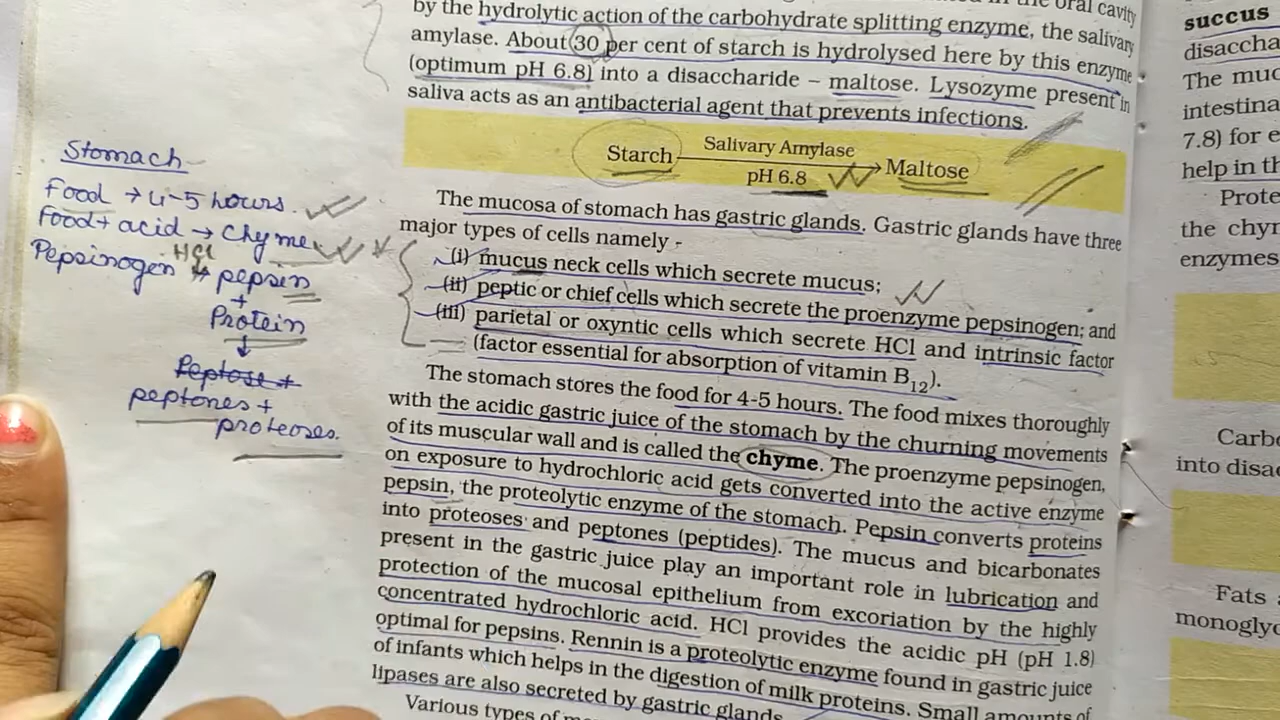 in the oral cavity
by the hydrolytic action of the carbohydrate splitting enzyme, the salivary
amylase. About 30 per cent of starch is hydrolysed here by this enzyme
(optimum pH 6.8) into a disaccharide – maltose. Lysozyme present in
saliva acts as an antibacterial agent that prevents infections.
Starch Salivary Amylase Maltose
pH 6.8
The mucosa of stomach has gastric glands. Gastric glands have three
major types of cells namely -
(i) mucus neck cells which secrete mucus;
(ii) peptic or chief cells which secrete the proenzyme pepsinogen; and
(iii) parietal or oxyntic cells which secrete HCl and intrinsic factor
(factor essential for absorption of vitamin B12).
The stomach stores the food for 4-5 hours. The food mixes thoroughly
with the acidic gastric juice of the stomach by the churning movements
of its muscular wall and is called the chyme. The proenzyme pepsinogen,
on exposure to hydrochloric acid gets converted into the active enzyme
pepsin, the proteolytic enzyme of the stomach. Pepsin converts proteins
into proteoses and peptones (peptides). The mucus and bicarbonates
present in the gastric juice play an important role in lubrication and
protection of the mucosal epithelium from excoriation by the highly
concentrated hydrochloric acid. HCl provides the acidic pH (pH 1.8)
optimal for pepsins. Rennin is a proteolytic enzyme found in gastric juice
of infants which helps in the digestion of milk proteins. Small amounts of
lipases are also secreted by gastric glands.
Various types of
Stomach
Food → 4-5 hours.
Food + acid → Chyme
HCl
Pepsinogen → pepsin
+
Protein
↓
Peptose +
peptones +
proteoses.
succus
The
7.8) for e
help in th
Prote
the chy
enzymes
Carb
into disa
Fats